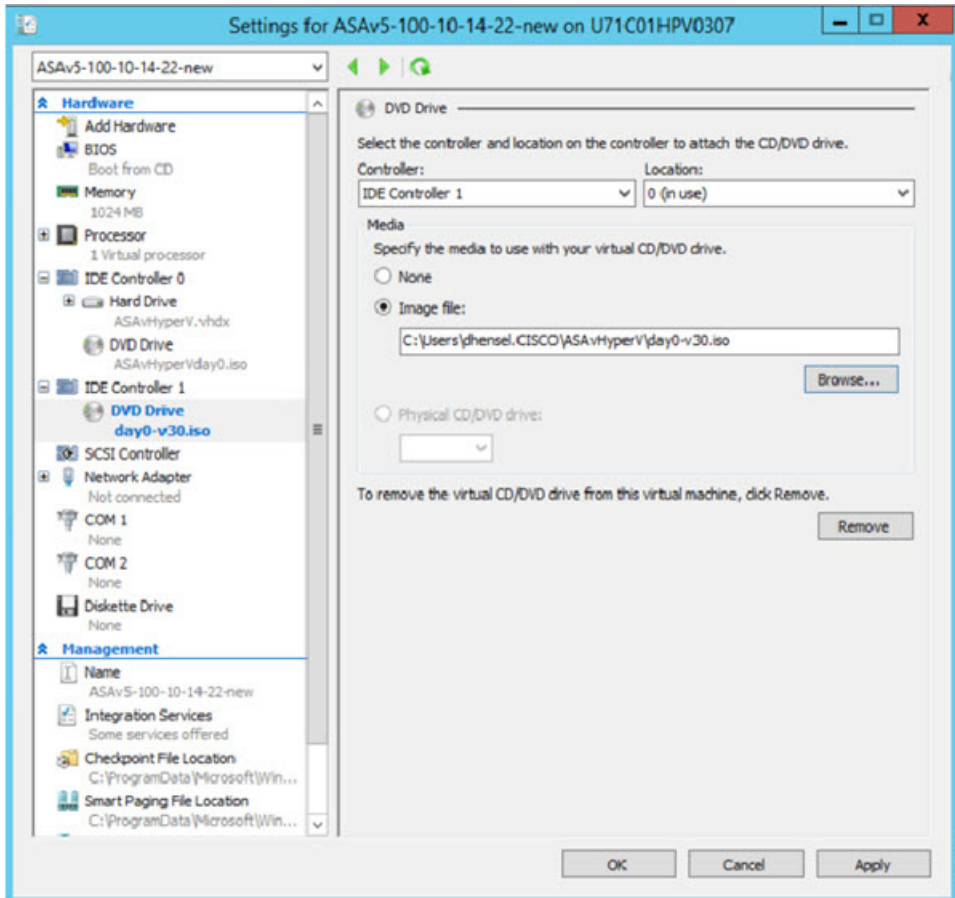 Settings for ASAv5-100-10-14-22-new on U71C01HPV0307
ASAv5-100-10-14-22-new
Hardware
Add Hardware
BIOS
Boot from CD
Memory
1024 MB
Processor
1 Virtual processor
IDE Controller 0
Hard Drive
ASAvHyperV.vhdx
DVD Drive
ASAvHyperVday0.iso
IDE Controller 1
DVD Drive
day0-v30.iso
SCSI Controller
Network Adapter
Not connected
COM 1
None
COM 2
None
Diskette Drive
None
Management
Name
ASAv5-100-10-14-22-new
Integration Services
Some services offered
Checkpoint File Location
C:\ProgramData\Microsoft\Win...
Smart Paging File Location
C:\ProgramData\Microsoft\Win...
DVD Drive
Select the controller and location on the controller to attach the CD/DVD drive.
Controller: Location:
IDE Controller 1 0 (in use)
Media
Specify the media to use with your virtual CD/DVD drive.
None
Image file:
C:\Users\dhensel.CISCO\ASAvHyperV\day0-v30.iso
Browse...
Physical CD/DVD drive:
To remove the virtual CD/DVD drive from this virtual machine, click Remove.
Remove
OK Cancel Apply